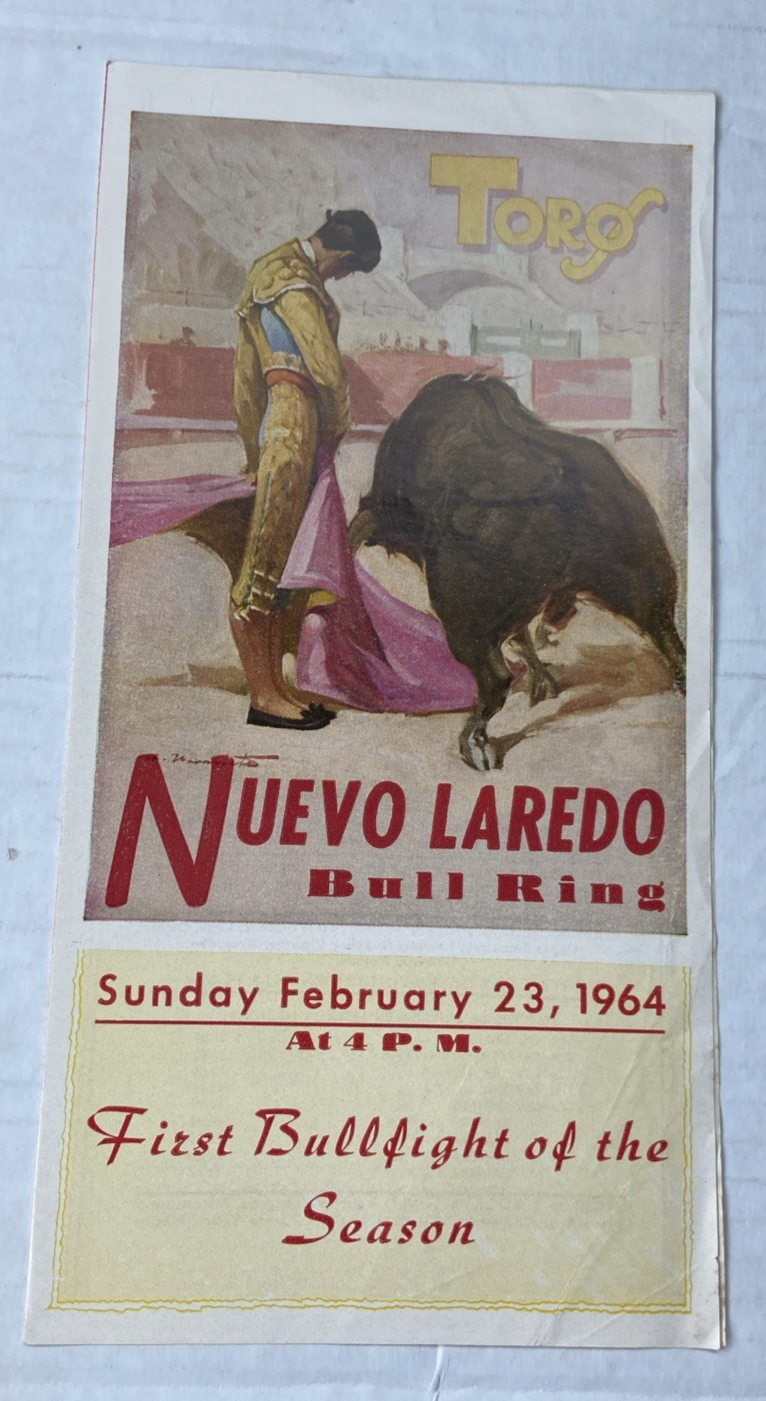 TOROS
NUEVO LAREDO
Bull Ring
Sunday February 23, 1964
At 4 P. M.
First Bullfight of the
Season